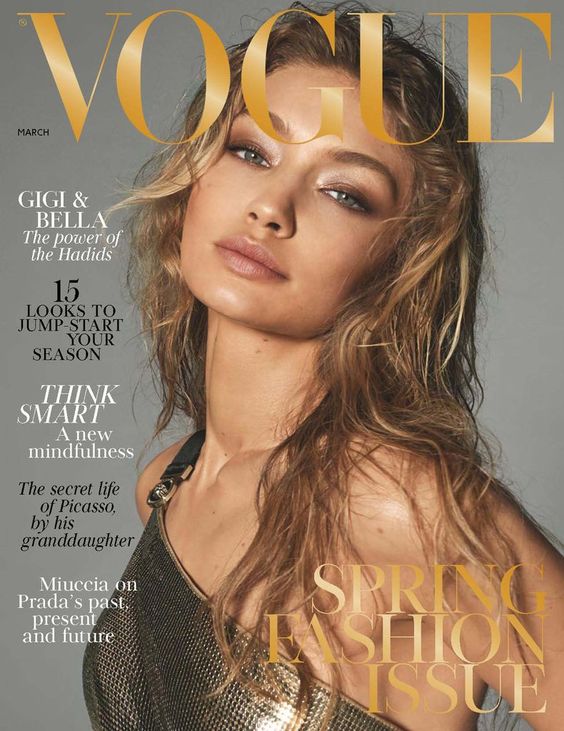 VOGUE
MARCH
GIGI &
BELLA
The power of
the Hadids
15
LOOKS TO
JUMP-START
YOUR
SEASON
THINK
SMART
A new
mindfulness
The secret life
of Picasso,
by his
granddaughter
Miuccia on
Prada's past,
present
and future
SPRING
FASHION
ISSUE